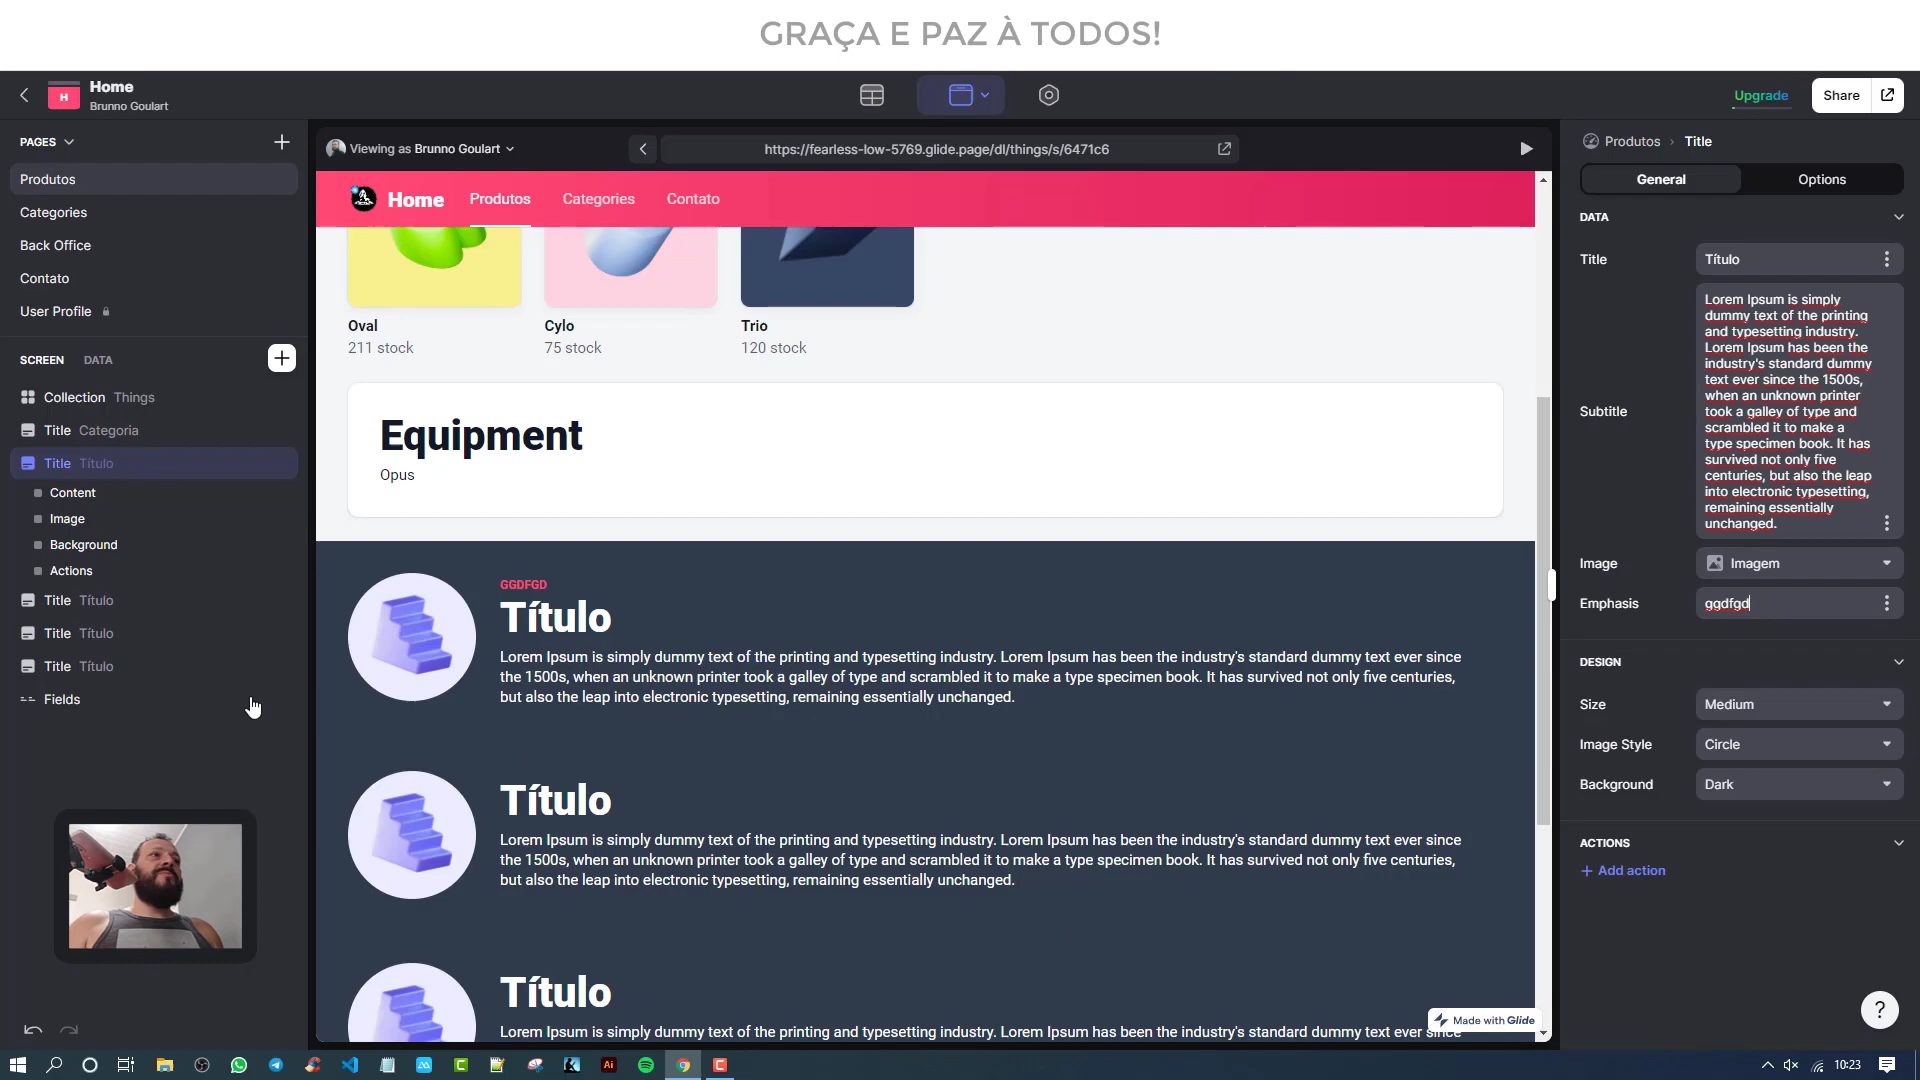 GRAÇA E PAZ À TODOS!
H
Home
Brunno Goulart
Upgrade
Share
PAGES
Produtos
Categories
Back Office
Contato
User Profile
SCREEN
DATA
Collection Things
Title Categoria
Title Título
Content
Image
Background
Actions
Title Título
Title Título
Title Título
Fields
Viewing as Brunno Goulart
https://fearless-low-5769.glide.page/dl/things/s/6471c6
Home
Produtos
Categories
Contato
Oval
211 stock
Cylo
75 stock
Trio
120 stock
Equipment
Opus
GGDFGD
Título
Lorem Ipsum is simply dummy text of the printing and typesetting industry. Lorem Ipsum has been the industry's standard dummy text ever since
the 1500s, when an unknown printer took a galley of type and scrambled it to make a type specimen book. It has survived not only five centuries,
but also the leap into electronic typesetting, remaining essentially unchanged.
Título
Lorem Ipsum is simply dummy text of the printing and typesetting industry. Lorem Ipsum has been the industry's standard dummy text ever since
the 1500s, when an unknown printer took a galley of type and scrambled it to make a type specimen book. It has survived not only five centuries,
but also the leap into electronic typesetting, remaining essentially unchanged.
Título
Lorem Ipsum is simply dummy text of the printing and typesetting industry. Lorem Ipsum has been the industry's standard dummy text ever since
Made with Glide
Produtos › Title
General
Options
DATA
Title
Título
Subtitle
Lorem Ipsum is simply
dummy text of the printing
and typesetting industry.
Lorem Ipsum has been the
industry's standard dummy
text ever since the 1500s,
when an unknown printer
took a galley of type and
scrambled it to make a
type specimen book. It has
survived not only five
centuries, but also the leap
into electronic typesetting,
remaining essentially
unchanged.
Image
Imagem
Emphasis
ggdfgd
DESIGN
Size
Medium
Image Style
Circle
Background
Dark
ACTIONS
+ Add action
?
Ai
10:23